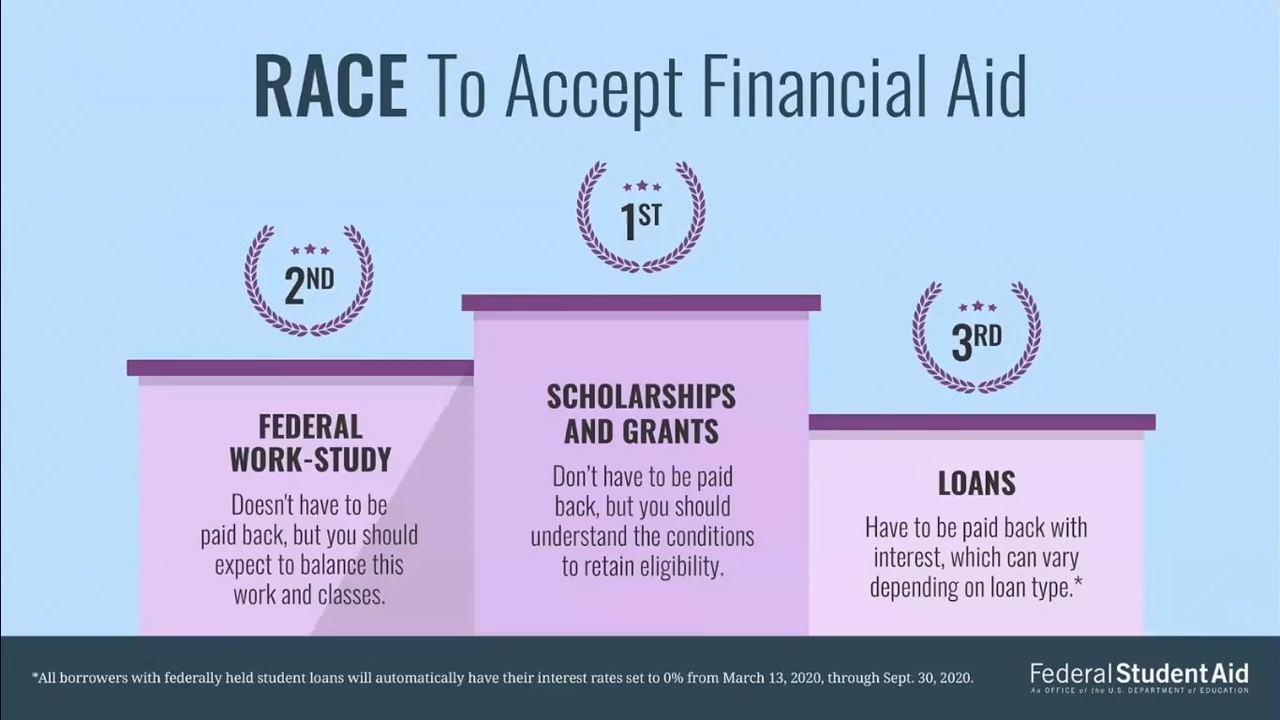 RACE To Accept Financial Aid
1ST
2ND
3RD
FEDERAL
WORK-STUDY
Doesn't have to be
paid back, but you should
expect to balance this
work and classes.
SCHOLARSHIPS
AND GRANTS
Don’t have to be paid
back, but you should
understand the conditions
to retain eligibility.
LOANS
Have to be paid back with
interest, which can vary
depending on loan type.*
*All borrowers with federally held student loans will automatically have their interest rates set to 0% from March 13, 2020, through Sept. 30, 2020.
Federal Student Aid
An OFFICE of the U.S. DEPARTMENT of EDUCATION